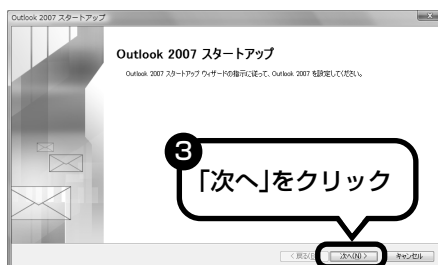 Outlook 2007 スタートアップ
Outlook 2007 スタートアップ
Outlook 2007 スタートアップ ウィザードの指示に従って、Outlook 2007 を設定してください。
3
「次へ」をクリック
< 戻る(B) 次へ(N) > キャンセル